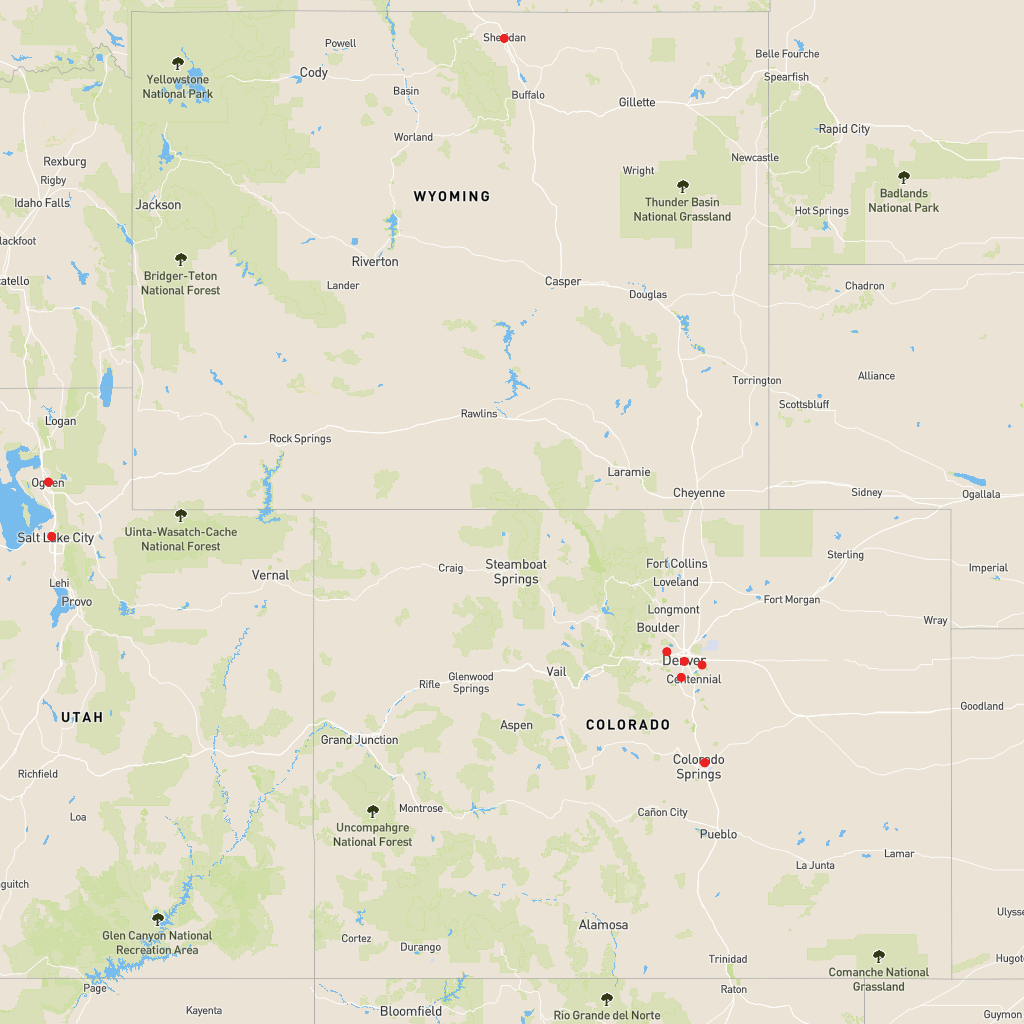 Sheridan
Powell
Belle Fourche
Cody
Yellowstone
National Park
Spearfish
Basin
Buffalo
Gillette
Rapid City
Worland
Newcastle
Rexburg
Wright
Rigby
Badlands
National Park
WYOMING
Idaho Falls
Jackson
Thunder Basin
National Grassland
Hot Springs
lackfoot
Riverton
Bridger-Teton
National Forest
atello
Lander
Casper
Douglas
Chadron
Torrington
Alliance
Scottsbluff
Logan
Rawlins
Rock Springs
Laramie
Ogden
Cheyenne
Sidney
Ogallala
Salt Lake City
Uinta-Wasatch-Cache
National Forest
Sterling
Lehi
Vernal
Craig
Steamboat
Springs
Fort Collins
Loveland
Imperial
Provo
Longmont
Fort Morgan
Boulder
Wray
Denver
Vail
Glenwood
Springs
Rifle
Centennial
UTAH
Aspen
COLORADO
Goodland
Grand Junction
Colorado
Springs
Richfield
Montrose
Cañon City
Loa
Uncompahgre
National Forest
Pueblo
Lamar
La Junta
guitch
Glen Canyon National
Recreation Area
Alamosa
Ulysse
Cortez
Durango
Trinidad
Comanche National
Grassland
Hugot
Page
Raton
Kayenta
Bloomfield
Rio Grande del Norte
Guymon